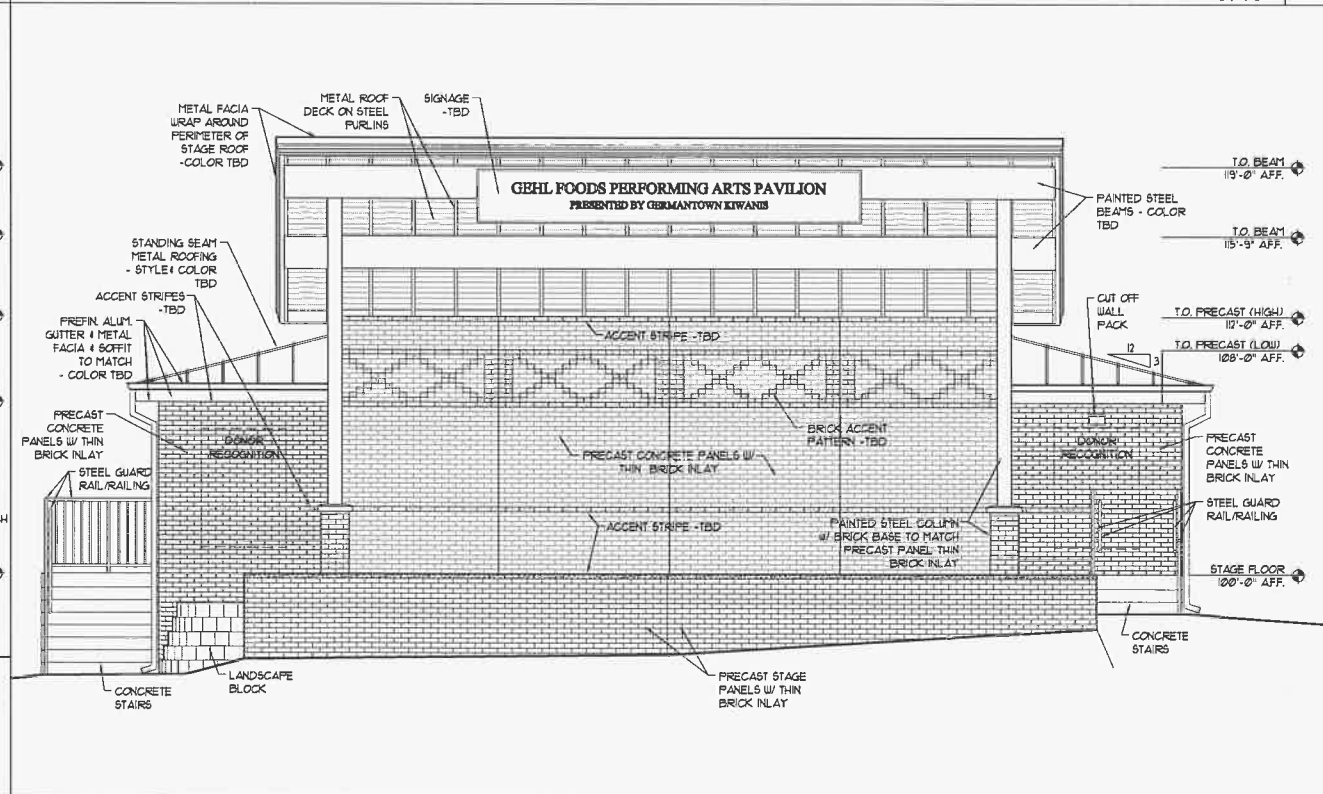 METAL FACIA
WRAP AROUND
PERIMETER OF
STAGE ROOF
-COLOR TBD
METAL ROOF
DECK ON STEEL
PURLINS
SIGNAGE
-TBD
GEHL FOODS PERFORMING ARTS PAVILION
PRESENTED BY GERMANTOWN KIWANIS
T.O. BEAM
119'-0" AFF.
PAINTED STEEL
BEAMS - COLOR
TBD
T.O. BEAM
115'-9" AFF.
STANDING SEAM
METAL ROOFING
- STYLE & COLOR
TBD
ACCENT STRIPES
-TBD
PREFIN. ALUM.
GUTTER & METAL
FACIA & SOFFIT
TO MATCH
- COLOR TBD
CUT OFF
WALL
PACK
T.O. PRECAST (HIGH)
112'-0" AFF.
T.O. PRECAST (LOW)
108'-0" AFF.
12
3
ACCENT STRIPE -TBD
BRICK ACCENT
PATTERN -TBD
PRECAST
CONCRETE
PANELS W/ THIN
BRICK INLAY
DONOR
RECOGNITION
PRECAST CONCRETE PANELS W/
THIN BRICK INLAY
DONOR
RECOGNITION
PRECAST
CONCRETE
PANELS W/ THIN
BRICK INLAY
STEEL GUARD
RAIL/RAILING
STEEL GUARD
RAIL/RAILING
ACCENT STRIPE -TBD
PAINTED STEEL COLUMN
W/ BRICK BASE TO MATCH
PRECAST PANEL THIN
BRICK INLAY
STAGE FLOOR
100'-0" AFF.
CONCRETE
STAIRS
LANDSCAPE
BLOCK
PRECAST STAGE
PANELS W/ THIN
BRICK INLAY
CONCRETE
STAIRS